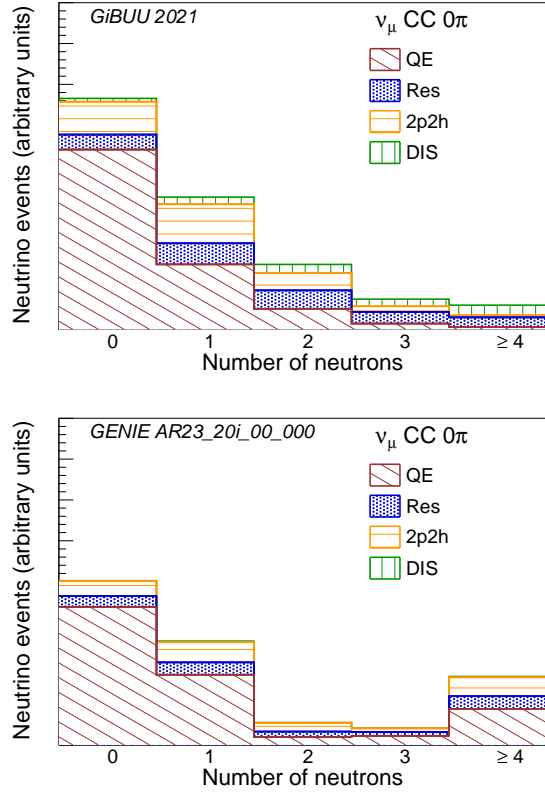 GiBUU 2021
ν_μ CC 0π
QE
Res
2p2h
DIS
Neutrino events (arbitrary units)
0 1 2 3 ≥ 4
Number of neutrons
GENIE AR23_20i_00_000
ν_μ CC 0π
QE
Res
2p2h
DIS
Neutrino events (arbitrary units)
0 1 2 3 ≥ 4
Number of neutrons